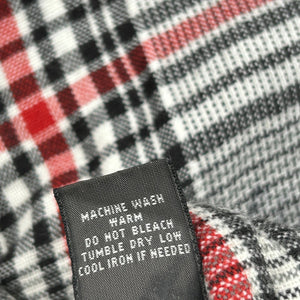 MACHINE WASH
WARM
DO NOT BLEACH
TUMBLE DRY LOW
COOL IRON IF NEEDED